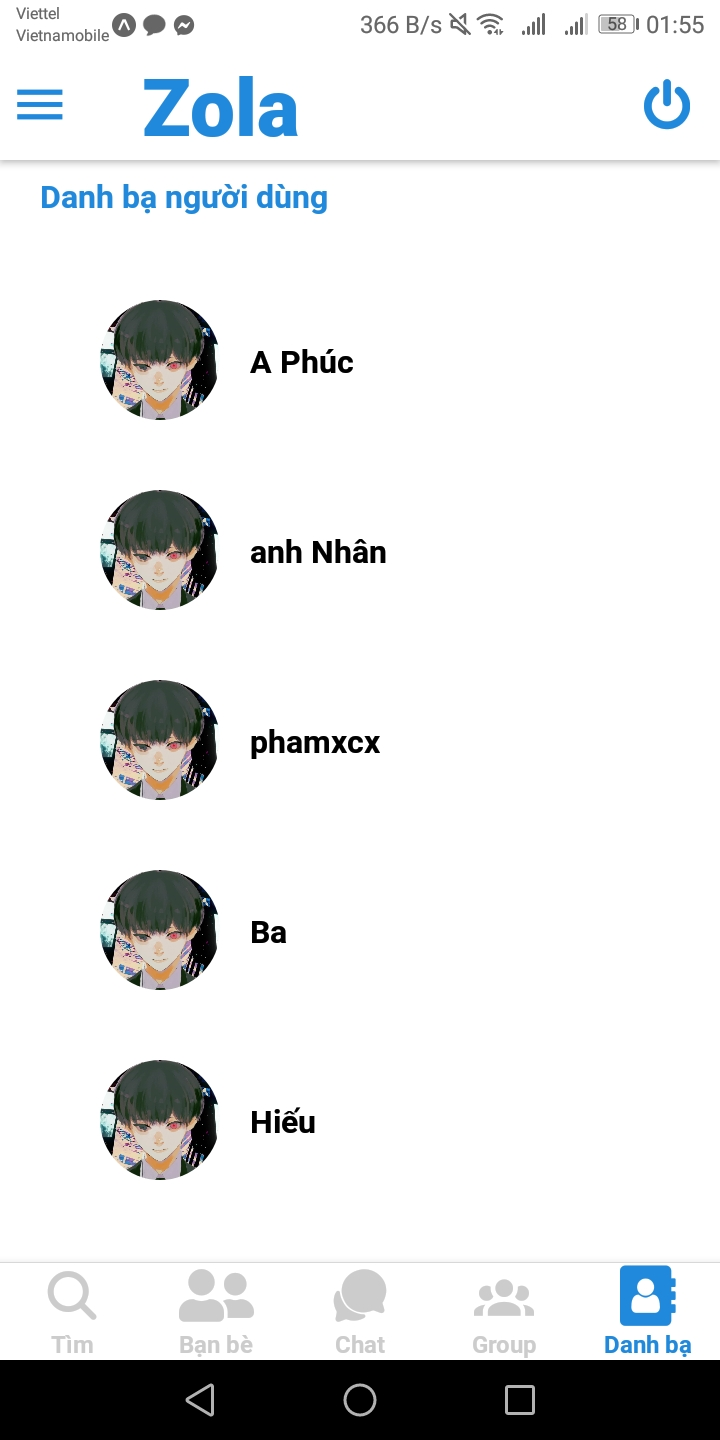 Viettel
Vietnamobile
366 B/s 58 01:55
Zola
Danh bạ người dùng
A Phúc
anh Nhân
phamxcx
Ba
Hiếu
Tìm Bạn bè Chat Group Danh bạ